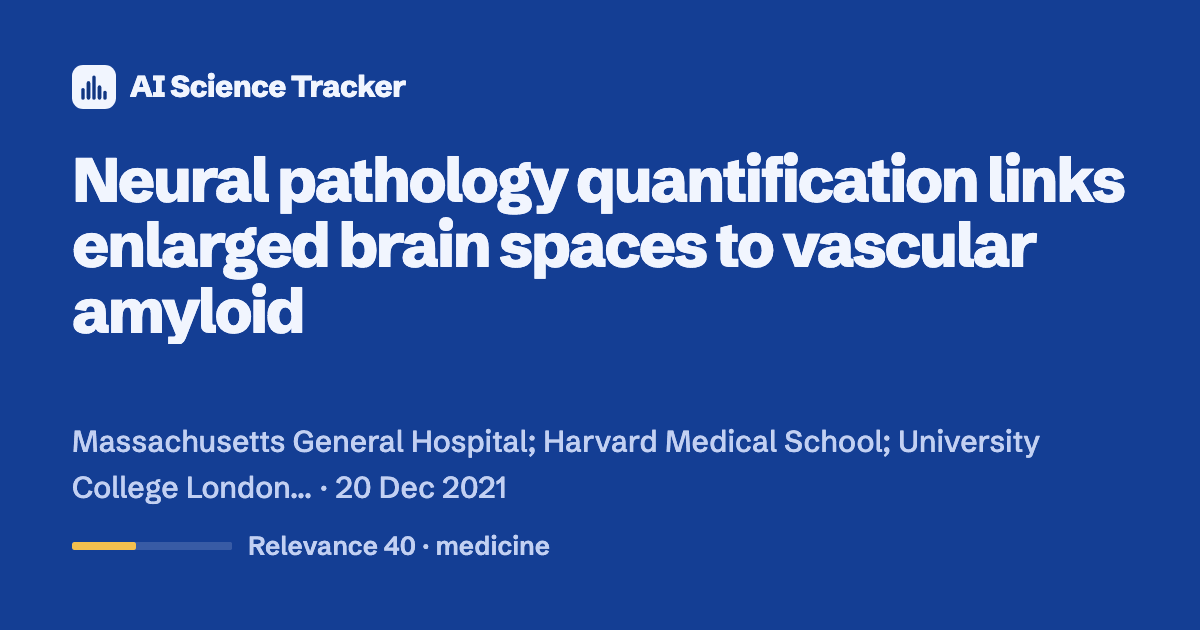 AI Science Tracker
Neural pathology quantification links
enlarged brain spaces to vascular
amyloid
Massachusetts General Hospital; Harvard Medical School; University
College London... · 20 Dec 2021
Relevance 40 · medicine